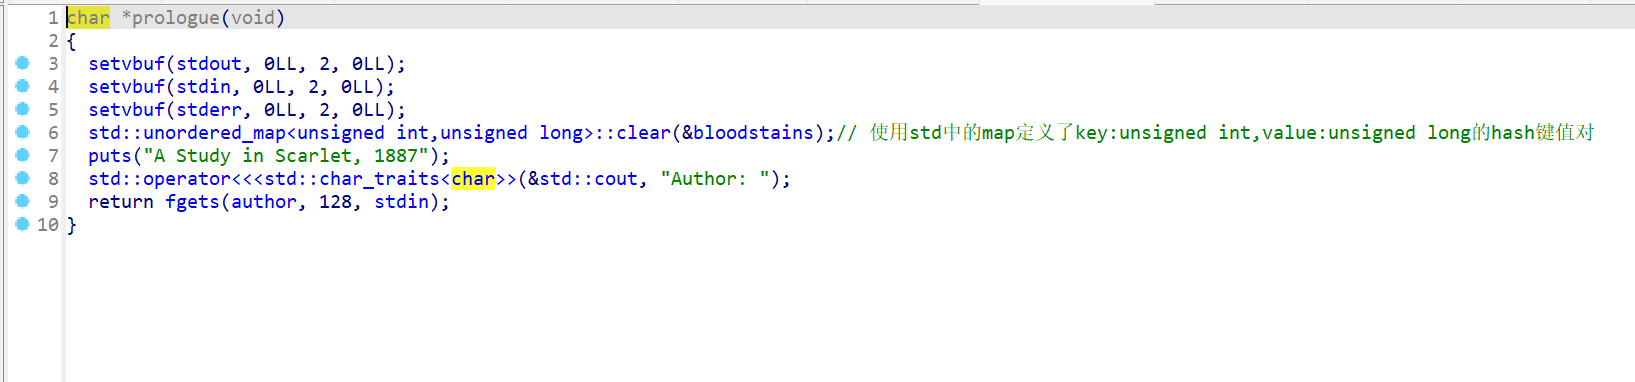 1 char *prologue(void)
2 {
3 setvbuf(stdout, 0LL, 2, 0LL);
4 setvbuf(stdin, 0LL, 2, 0LL);
5 setvbuf(stderr, 0LL, 2, 0LL);
6 std::unordered_map<unsigned int,unsigned long>::clear(&bloodstains);// 使用std中的map定义了key:unsigned int,value:unsigned long的hash键值对
7 puts("A Study in Scarlet, 1887");
8 std::operator<<<std::char_traits<char>>(&std::cout, "Author: ");
9 return fgets(author, 128, stdin);
10 }